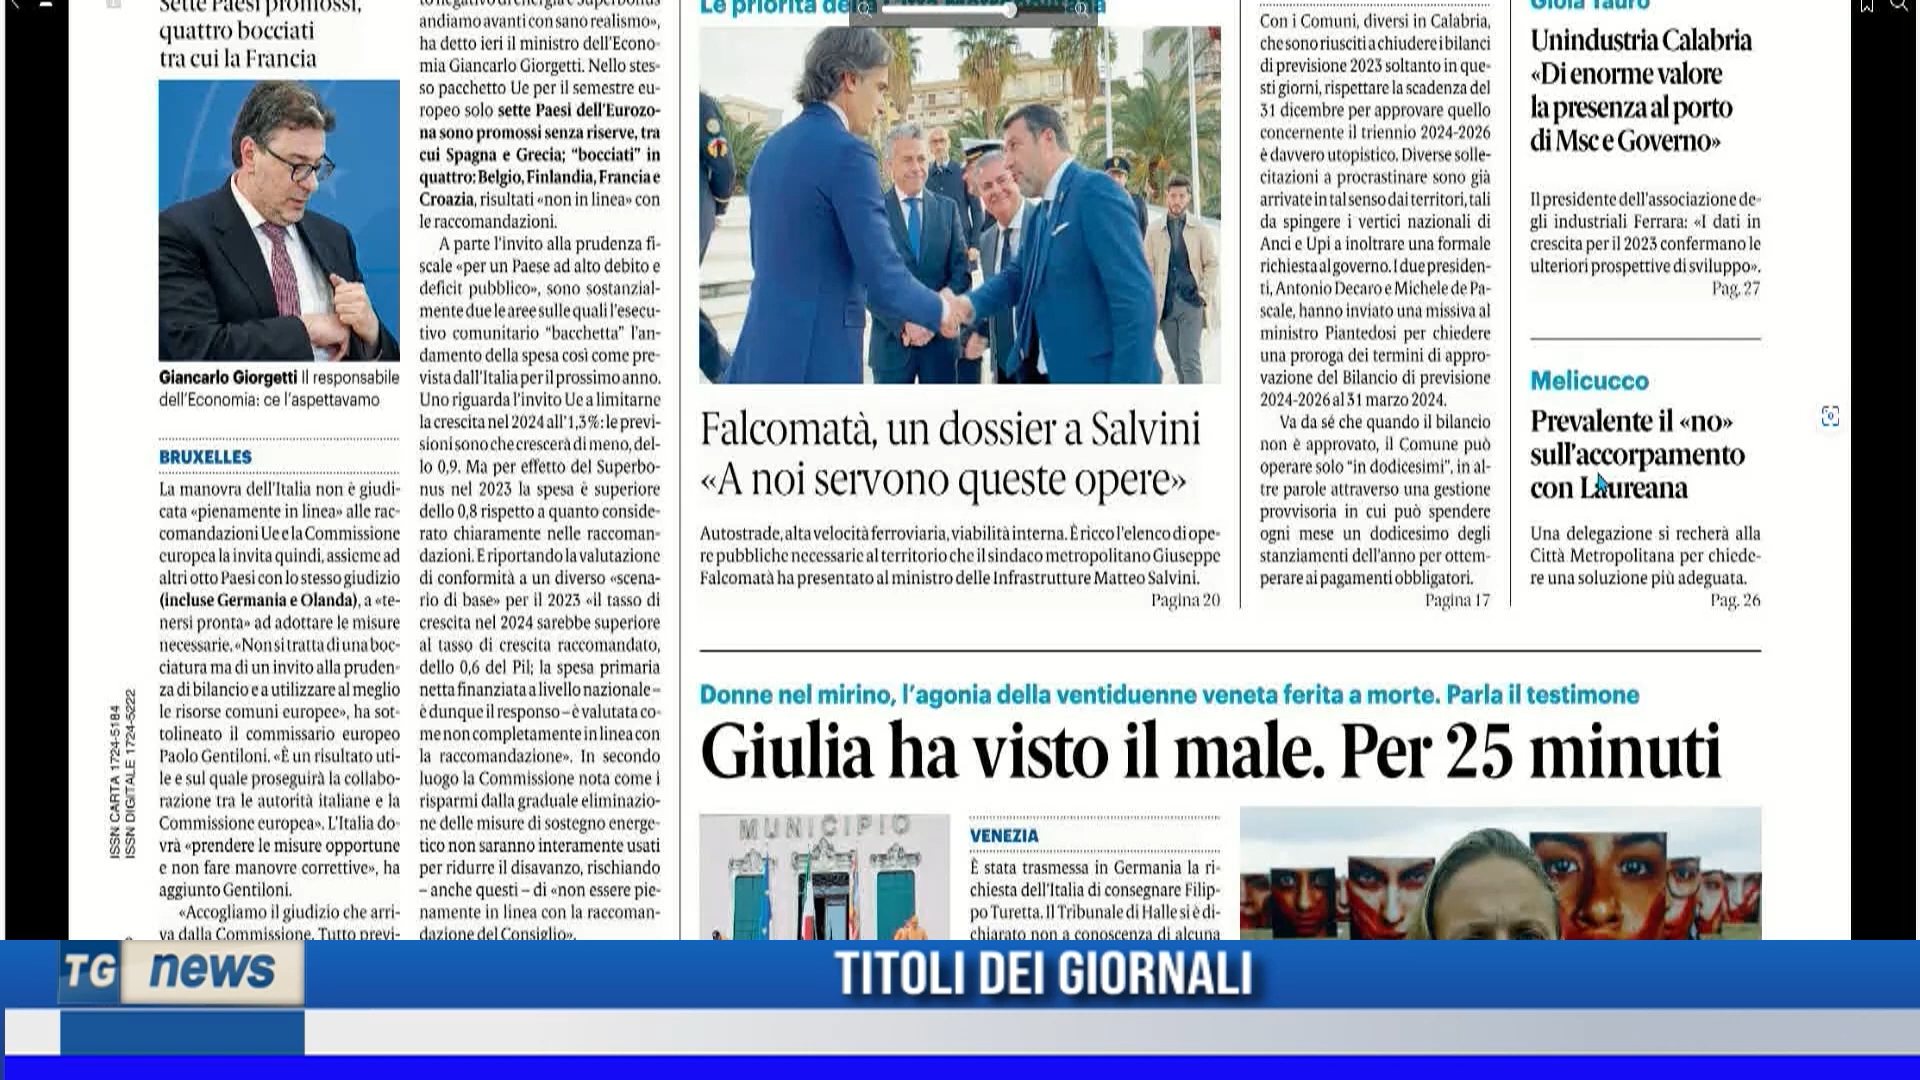 Sette Paesi promossi,
quattro bocciati
tra cui la Francia
Giancarlo Giorgetti Il responsabile
dell'Economia: ce l'aspettavamo
BRUXELLES
La manovra dell'Italia non è giudi-
cata «pienamente in linea» alle rac-
comandazioni Ue e la Commissione
europea la invita quindi, assieme ad
altri otto Paesi con lo stesso giudizio
(incluse Germania e Olanda), a «te-
nersi pronta» ad adottare le misure
necessarie. «Non si tratta di una boc-
ciatura ma di un invito alla pruden-
za di bilancio e a utilizzare al meglio
le risorse comuni europee», ha sot-
tolineato il commissario europeo
Paolo Gentiloni. «È un risultato uti-
le e sul quale proseguirà la collabo-
razione tra le autorità italiane e la
Commissione europea». L'Italia do-
vrà «prendere le misure opportune
e non fare manovre correttive», ha
aggiunto Gentiloni.
«Accogliamo il giudizio che arri-
va dalla Commissione. Tutto previ-
ISSN CARTA 1724-5184
ISSN DIGITALE 1724-5222
andiamo avanti con sano realismo»,
ha detto ieri il ministro dell'Econo-
mia Giancarlo Giorgetti. Nello stes-
so pacchetto Ue per il semestre eu-
ropeo solo sette Paesi dell'Eurozo-
na sono promossi senza riserve, tra
cui Spagna e Grecia; "bocciati" in
quattro: Belgio, Finlandia, Francia e
Croazia, risultati «non in linea» con
le raccomandazioni.
A parte l'invito alla prudenza fi-
scale «per un Paese ad alto debito e
deficit pubblico», sono sostanzial-
mente due le aree sulle quali l'esecu-
tivo comunitario "bacchetta" l'an-
damento della spesa così come pre-
vista dall'Italia per il prossimo anno.
Uno riguarda l'invito Ue a limitarne
la crescita nel 2024 all'1,3%: le previ-
sioni sono che crescerà di meno, del-
lo 0,9. Ma per effetto del Superbo-
nus nel 2023 la spesa è superiore
dello 0,8 rispetto a quanto conside-
rato chiaramente nelle raccoman-
dazioni. E riportando la valutazione
di conformità a un diverso «scena-
rio di base» per il 2023 «il tasso di
crescita nel 2024 sarebbe superiore
al tasso di crescita raccomandato,
dello 0,6 del Pil; la spesa primaria
netta finanziata a livello nazionale –
è dunque il responso – è valutata co-
me non completamente in linea con
la raccomandazione». In secondo
luogo la Commissione nota come i
risparmi dalla graduale eliminazio-
ne delle misure di sostegno energe-
tico non saranno interamente usati
per ridurre il disavanzo, rischiando
– anche questi – di «non essere pie-
namente in linea con la raccoman-
dazione del Consiglio».
Le priorità
Falcomatà, un dossier a Salvini
«A noi servono queste opere»
Autostrade, alta velocità ferroviaria, viabilità interna. È ricco l'elenco di ope-
re pubbliche necessarie al territorio che il sindaco metropolitano Giuseppe
Falcomatà ha presentato al ministro delle Infrastrutture Matteo Salvini.
Pagina 20
Con i Comuni, diversi in Calabria,
che sono riusciti a chiudere i bilanci
di previsione 2023 soltanto in que-
sti giorni, rispettare la scadenza del
31 dicembre per approvare quello
concernente il triennio 2024-2026
è davvero utopistico. Diverse solle-
citazioni a procrastinare sono già
arrivate in tal senso dai territori, tali
da spingere i vertici nazionali di
Anci e Upi a inoltrare una formale
richiesta al governo. I due presiden-
ti, Antonio Decaro e Michele de Pa-
scale, hanno inviato una missiva al
ministro Piantedosi per chiedere
una proroga dei termini di appro-
vazione del Bilancio di previsione
2024-2026 al 31 marzo 2024.
Va da sé che quando il bilancio
non è approvato, il Comune può
operare solo "in dodicesimi", in al-
tre parole attraverso una gestione
provvisoria in cui può spendere
ogni mese un dodicesimo degli
stanziamenti dell'anno per ottem-
perare ai pagamenti obbligatori.
Pagina 17
Gioia Tauro
Unindustria Calabria
«Di enorme valore
la presenza al porto
di Msc e Governo»
Il presidente dell'associazione de-
gli industriali Ferrara: «I dati in
crescita per il 2023 confermano le
ulteriori prospettive di sviluppo».
Pag. 27
Melicucco
Prevalente il «no»
sull'accorpamento
con Laureana
Una delegazione si recherà alla
Città Metropolitana per chiede-
re una soluzione più adeguata.
Pag. 26
Donne nel mirino, l'agonia della ventiduenne veneta ferita a morte. Parla il testimone
Giulia ha visto il male. Per 25 minuti
MUNICIPIO
VENEZIA
È stata trasmessa in Germania la ri-
chiesta dell'Italia di consegnare Filip-
po Turetta. Il Tribunale di Halle si è di-
chiarato non a conoscenza di alcuna
TG news
TITOLI DEI GIORNALI